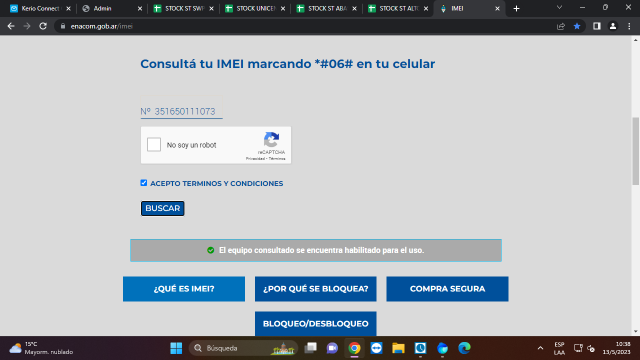 Kerio Connect
Admin
STOCK ST SWF
STOCK UNICEN
STOCK ST ABA
STOCK ST ALTO
IMEI
enacom.gob.ar/imei
Consultá tu IMEI marcando *#06# en tu celular
Nº 351650111073
No soy un robot
reCAPTCHA
Privacidad - Términos
ACEPTO TERMINOS Y CONDICIONES
BUSCAR
El equipo consultado se encuentra habilitado para el uso.
¿QUÉ ES IMEI?
¿POR QUÉ SE BLOQUEA?
COMPRA SEGURA
BLOQUEO/DESBLOQUEO
15°C
Mayorm. nublado
Búsqueda
ESP
LAA
10:38
13/5/2023